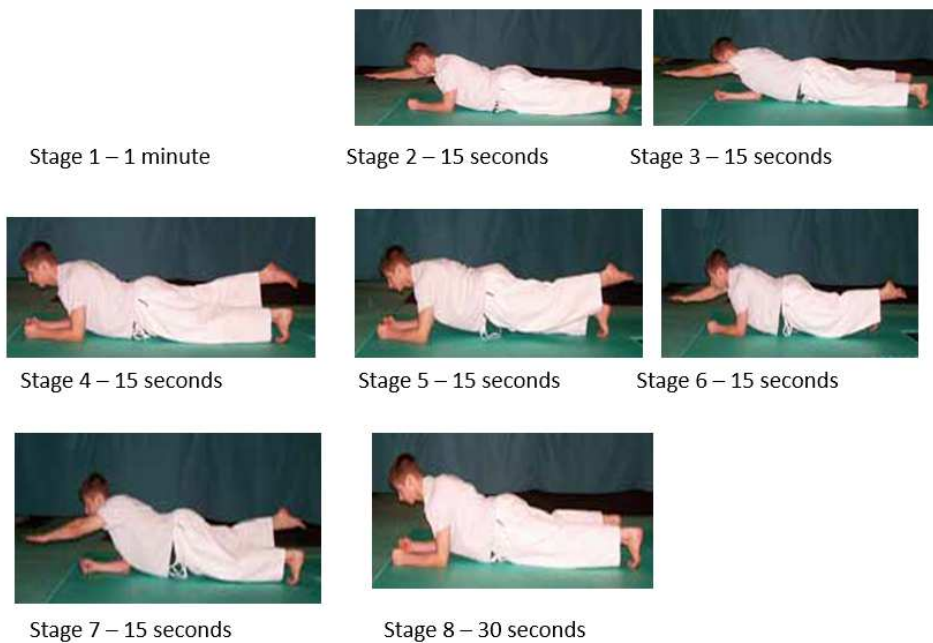 Stage 1 – 1 minute
Stage 2 – 15 seconds
Stage 3 – 15 seconds
Stage 4 – 15 seconds
Stage 5 – 15 seconds
Stage 6 – 15 seconds
Stage 7 – 15 seconds
Stage 8 – 30 seconds